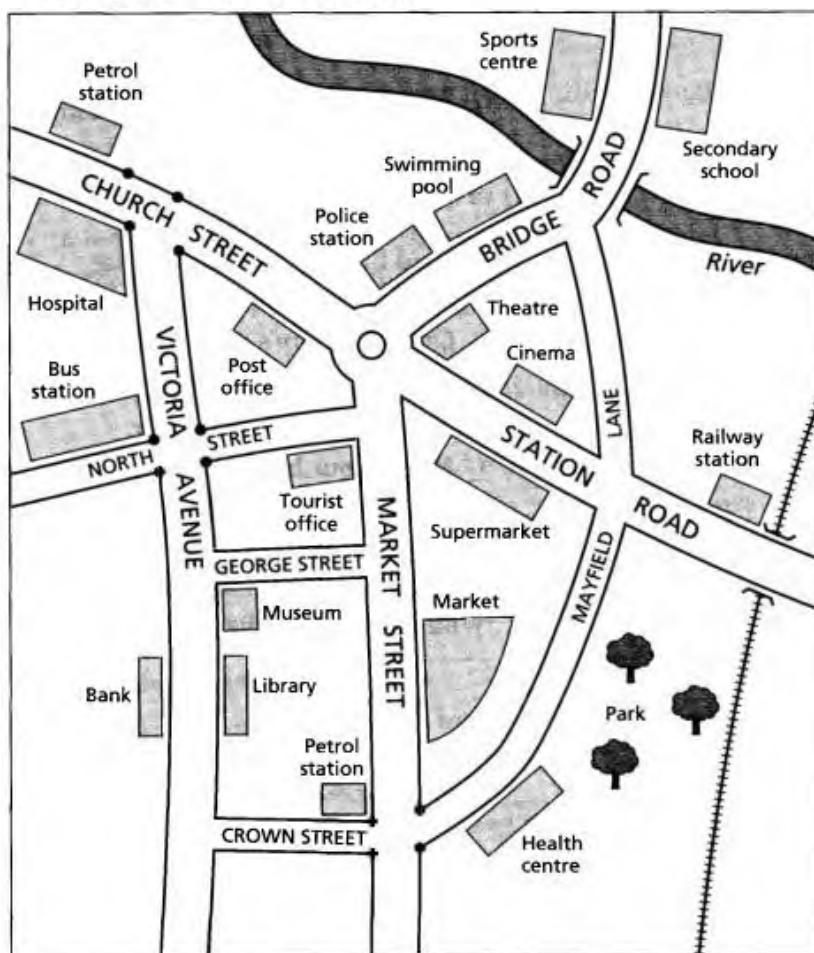 Sports
centre
Petrol
station
Secondary
school
Swimming
pool
Police
station
CHURCH STREET
BRIDGE ROAD
River
Hospital
Theatre
Cinema
Post
office
VICTORIA AVENUE
Bus
station
NORTH STREET
STATION ROAD
Railway
station
Tourist
office
Supermarket
MARKET STREET
MAYFIELD LANE
GEORGE STREET
Museum
Market
Bank
Library
Park
Petrol
station
CROWN STREET
Health
centre